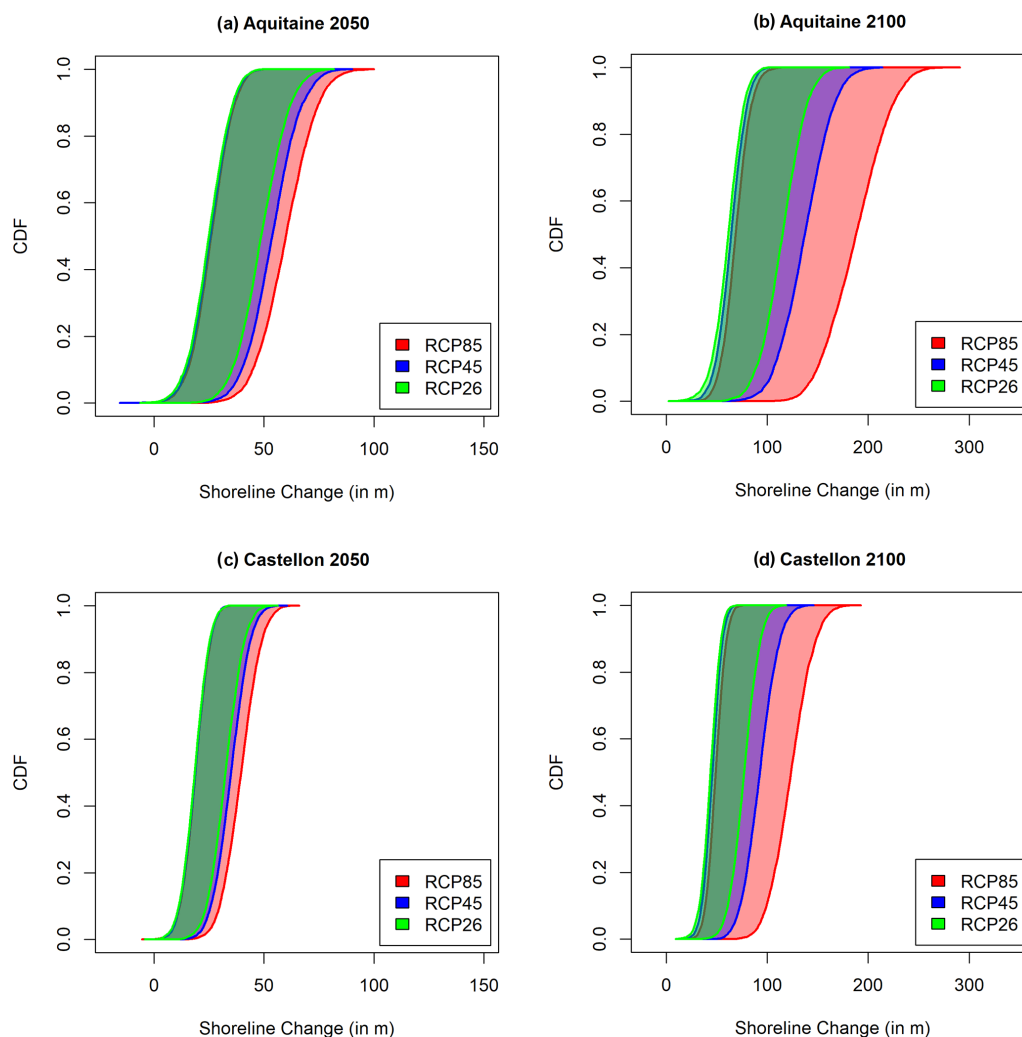 (a) Aquitaine 2050
CDF
1.0
0.8
0.6
0.4
0.2
0.0
RCP85
RCP45
RCP26
0 50 100 150
Shoreline Change (in m)
(b) Aquitaine 2100
CDF
1.0
0.8
0.6
0.4
0.2
0.0
RCP85
RCP45
RCP26
0 100 200 300
Shoreline Change (in m)
(c) Castellon 2050
CDF
1.0
0.8
0.6
0.4
0.2
0.0
RCP85
RCP45
RCP26
0 50 100 150
Shoreline Change (in m)
(d) Castellon 2100
CDF
1.0
0.8
0.6
0.4
0.2
0.0
RCP85
RCP45
RCP26
0 100 200 300
Shoreline Change (in m)